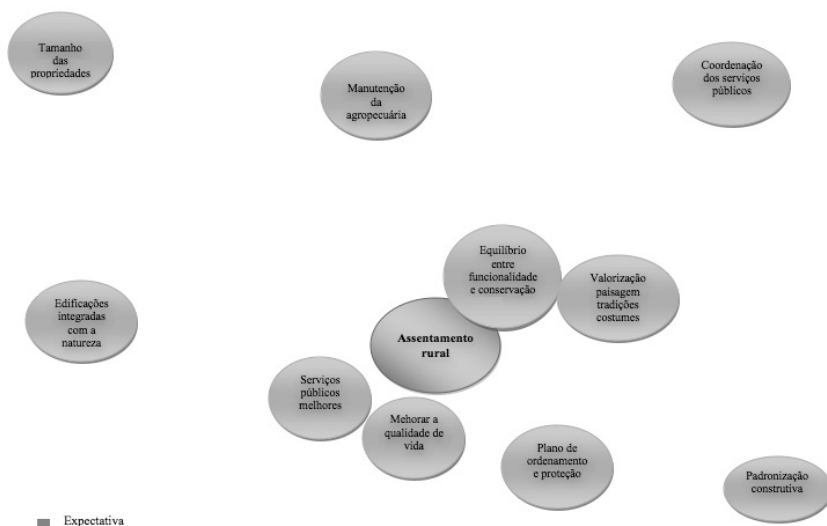 Tamanho
das
propriedades
Manutenção
da
agropecuária
Coordenação
dos serviços
públicos
Equilíbrio
entre
funcionalidade
e conservação
Valorização
paisagem
tradições
costumes
Edificações
integradas
com a
natureza
Assentamento
rural
Serviços
públicos
melhores
Mehorar a
qualidade de
vida
Plano de
ordenamento
e proteção
Padronização
construtiva
Expectativa